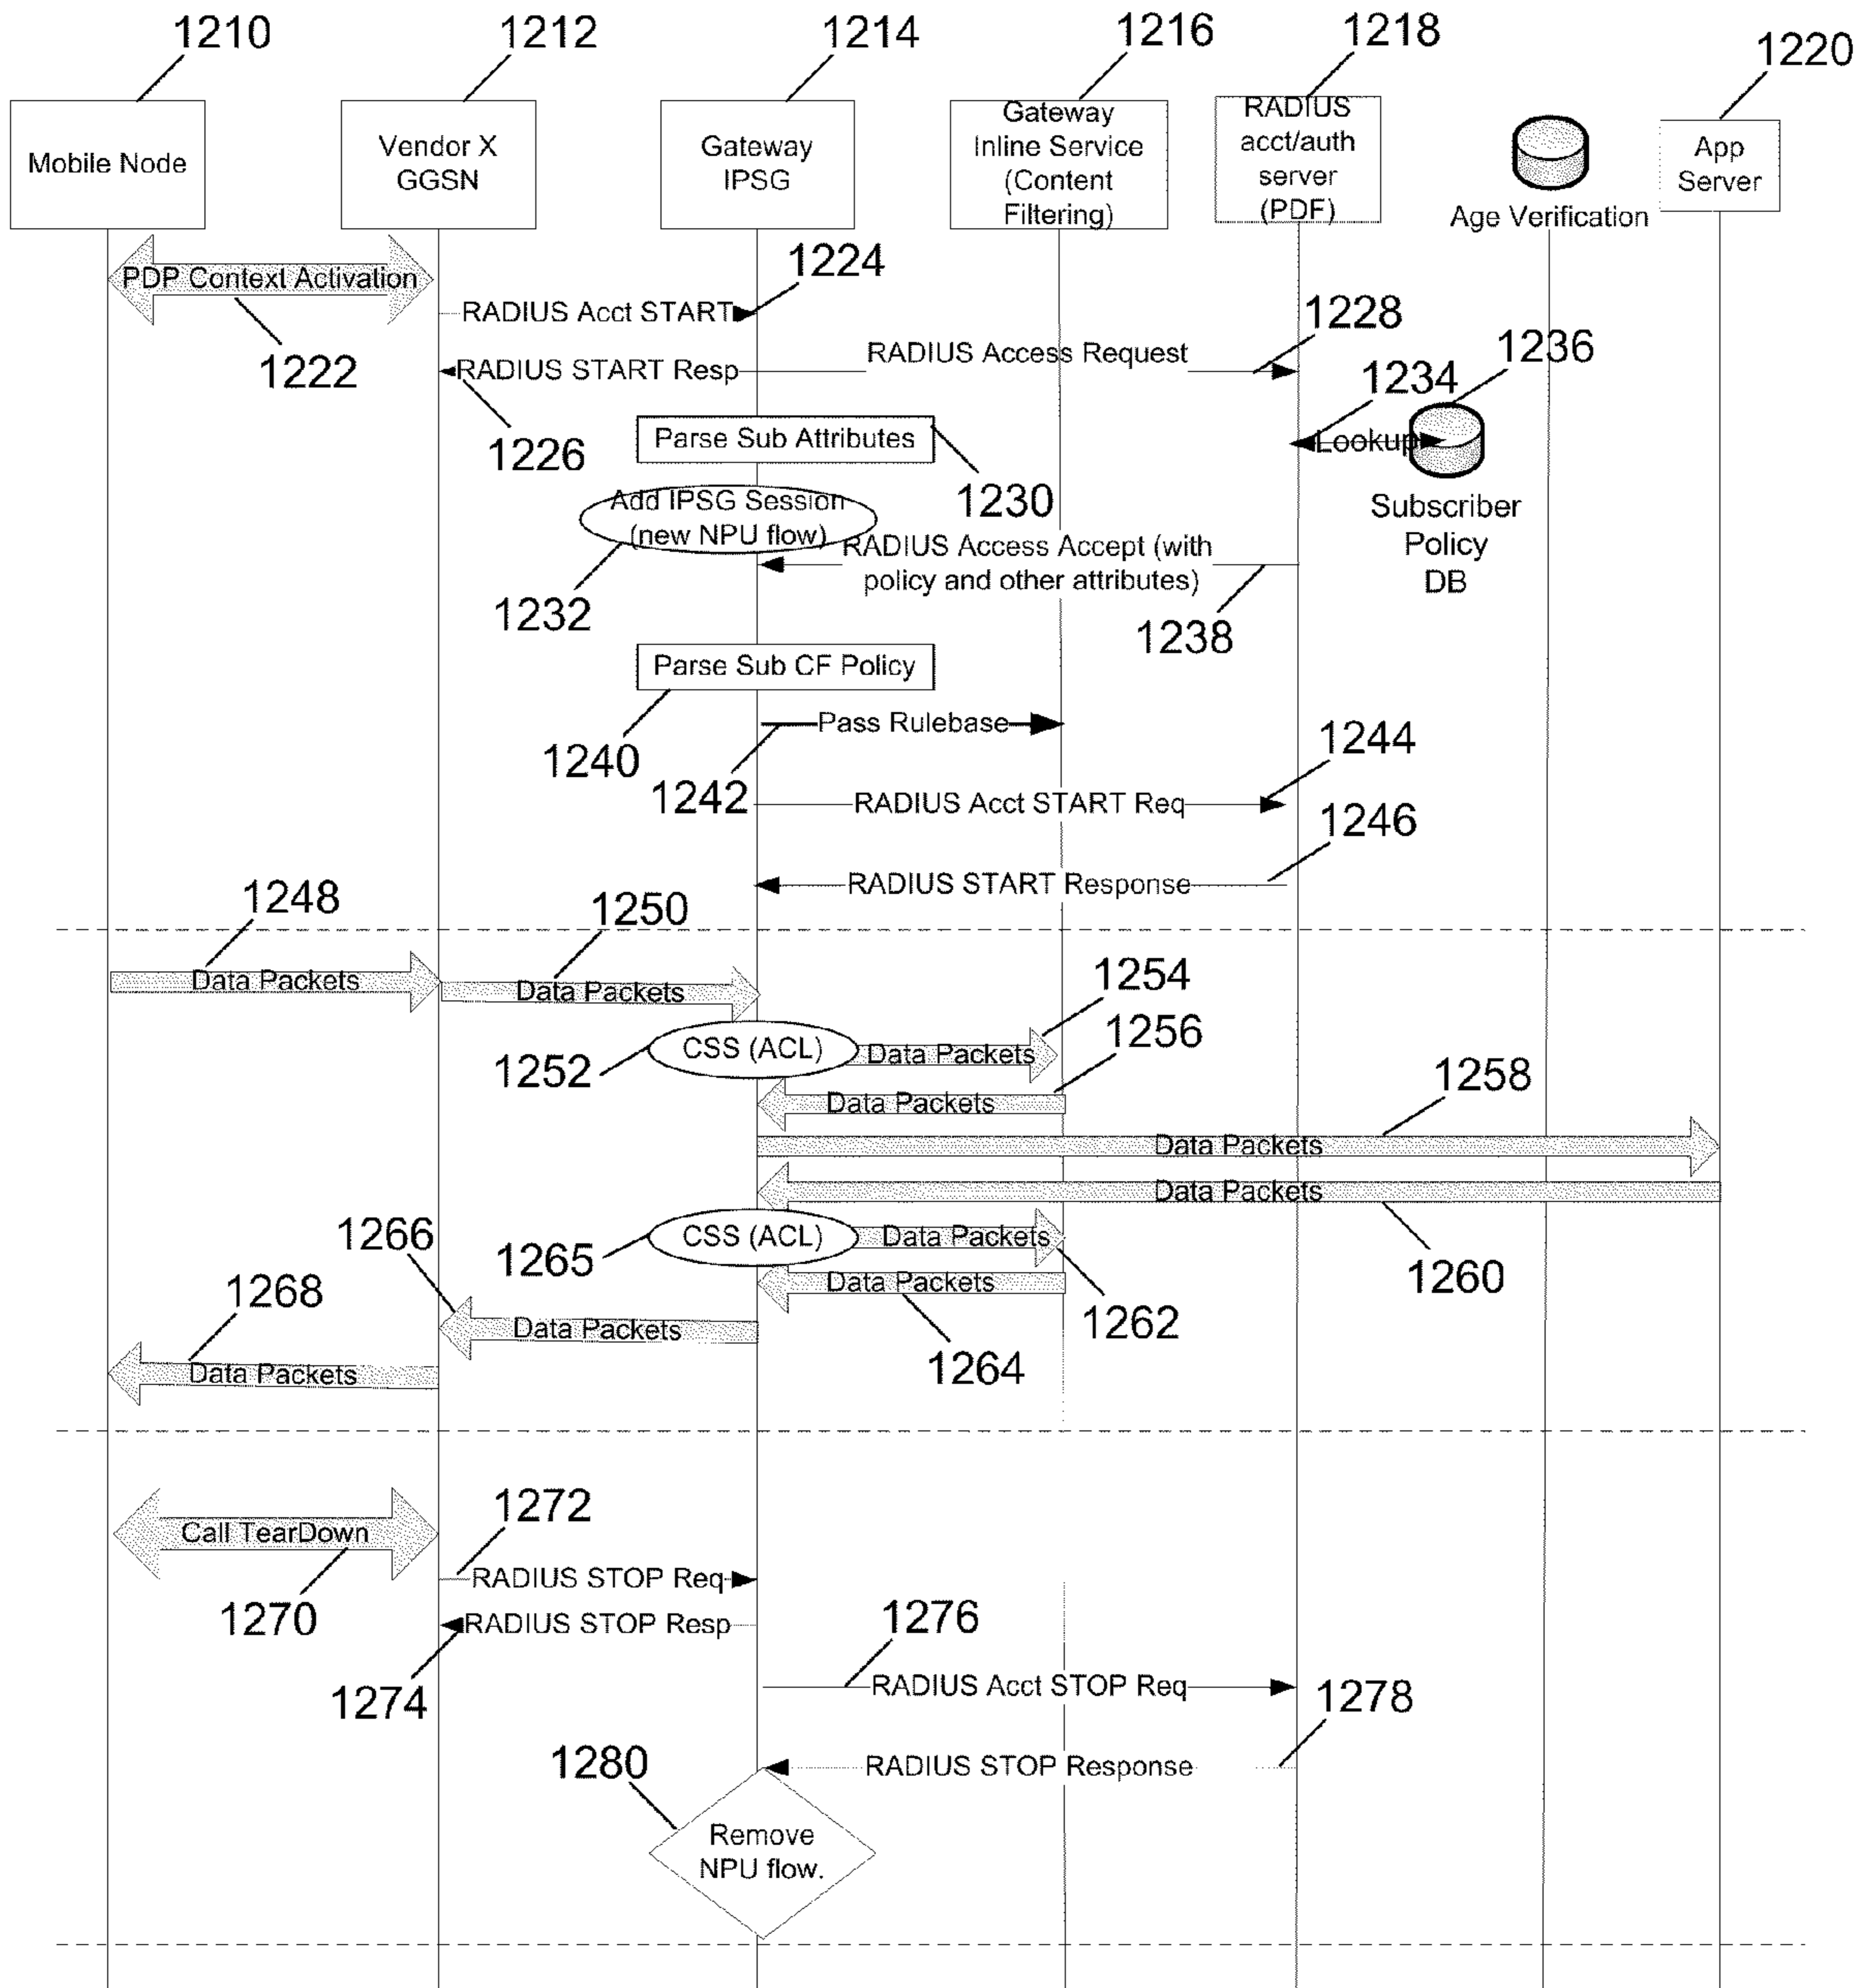 1210
1212
1214
1216
1218
1220
Mobile Node
Vendor X
GGSN
Gateway
IPSG
Gateway
Inline Service
(Content
Filtering)
RADIUS
acct/auth
server
(PDF)
Age Verification
App
Server
PDP Context Activation
1222
RADIUS Acct START
1224
RADIUS START Resp
1226
RADIUS Access Request
1228
Parse Sub Attributes
1230
Lookup
1234
1236
Subscriber
Policy
DB
Add IPSG Session
(new NPU flow)
1232
RADIUS Access Accept (with
policy and other attributes)
1238
Parse Sub CF Policy
1240
Pass Rulebase
1242
RADIUS Acct START Req
1244
RADIUS START Response
1246
1248
Data Packets
1250
Data Packets
CSS (ACL)
1252
Data Packets
1254
Data Packets
1256
Data Packets
1258
Data Packets
1260
CSS (ACL)
1265
Data Packets
1262
Data Packets
1264
Data Packets
1266
Data Packets
1268
Call TearDown
1270
RADIUS STOP Req
1272
RADIUS STOP Resp
1274
RADIUS Acct STOP Req
1276
RADIUS STOP Response
1278
1280
Remove
NPU flow.